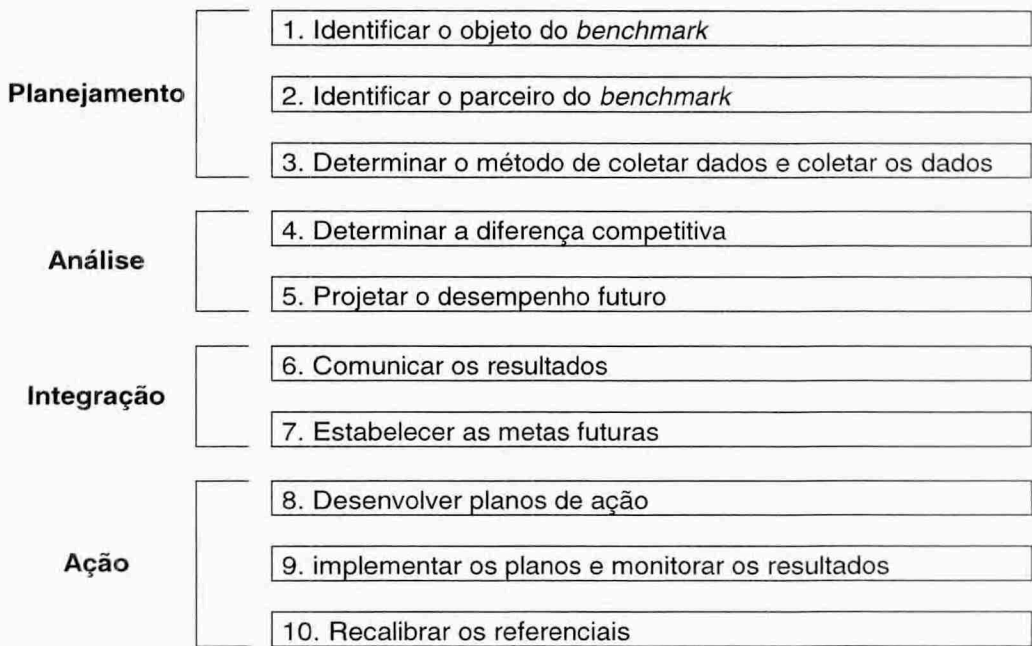 Planejamento
1. Identificar o objeto do benchmark
2. Identificar o parceiro do benchmark
3. Determinar o método de coletar dados e coletar os dados
Análise
4. Determinar a diferença competitiva
5. Projetar o desempenho futuro
Integração
6. Comunicar os resultados
7. Estabelecer as metas futuras
Ação
8. Desenvolver planos de ação
9. implementar os planos e monitorar os resultados
10. Recalibrar os referenciais